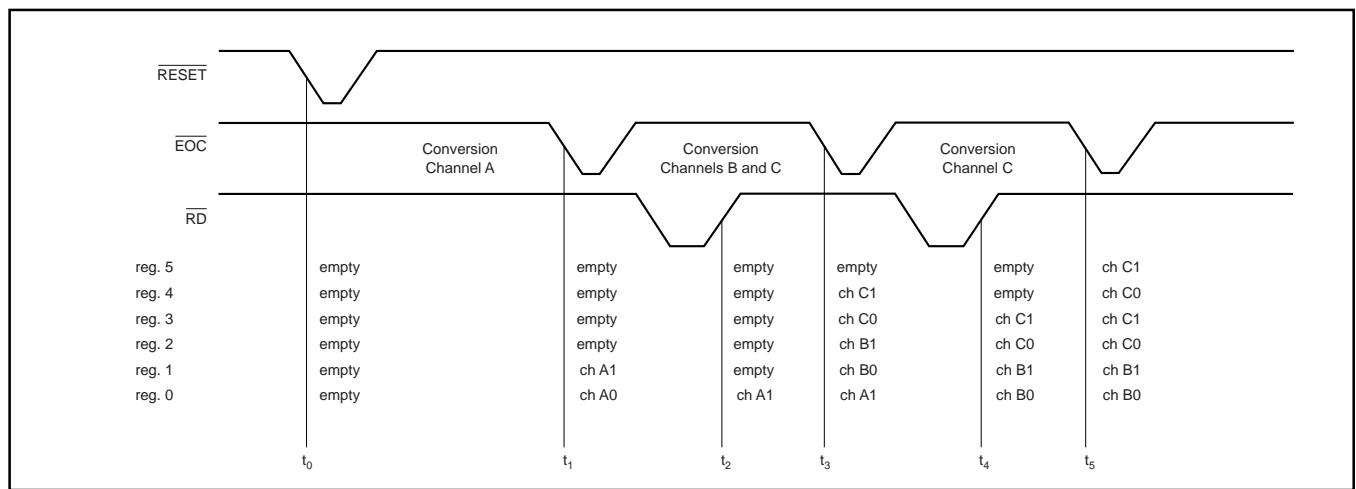 RESET
EOC
Conversion
Channel A
Conversion
Channels B and C
Conversion
Channel C
RD
reg. 5 empty empty empty empty empty ch C1
reg. 4 empty empty empty ch C1 empty ch C0
reg. 3 empty empty empty ch C0 ch C1 ch C1
reg. 2 empty empty empty ch B1 ch C0 ch C0
reg. 1 empty ch A1 empty ch B0 ch B1 ch B1
reg. 0 empty ch A0 ch A1 ch A1 ch B0 ch B0
t0 t1 t2 t3 t4 t5